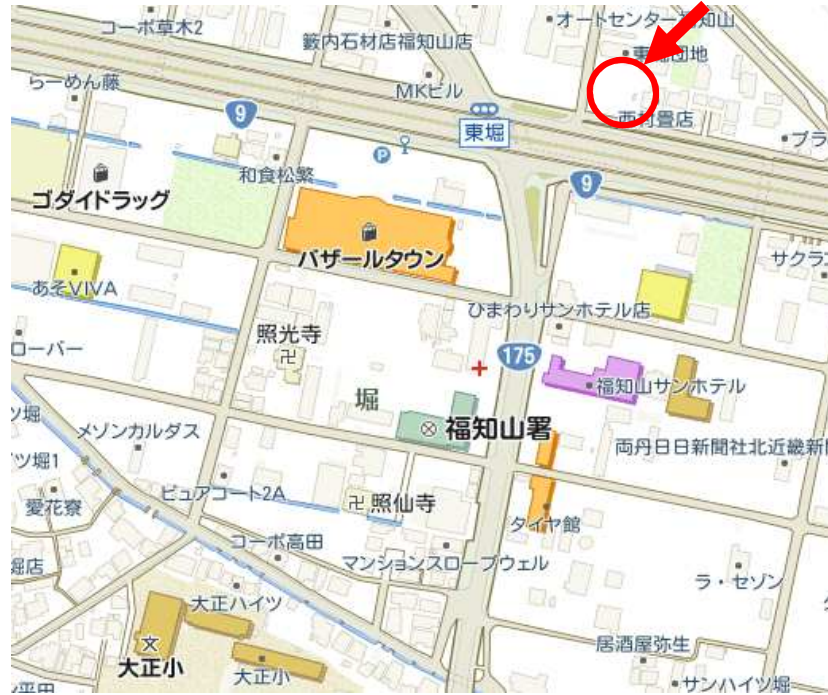 コーポ草木2
籔内石材店福知山店
オートセンター福知山
東堀団地
らーめん藤
MKビル
9
東堀
西村畳店
P
和食松繁
9
ゴダイドラッグ
バザールタウン
サクラ
あそVIVA
ひまわりサンホテル店
照光寺
卍
ローバー
175
堀
福知山サンホテル
福知山署
メゾンカルダス
両丹日日新聞社北近畿新
ツ堀1
ピュアコート2A
愛花寮
卍照仙寺
タイヤ館
コーポ高田
堀店
マンションスロープウェル
ラ・セゾン
大正ハイツ
文
大正小
大正小
居酒屋弥生
サンハイツ堀